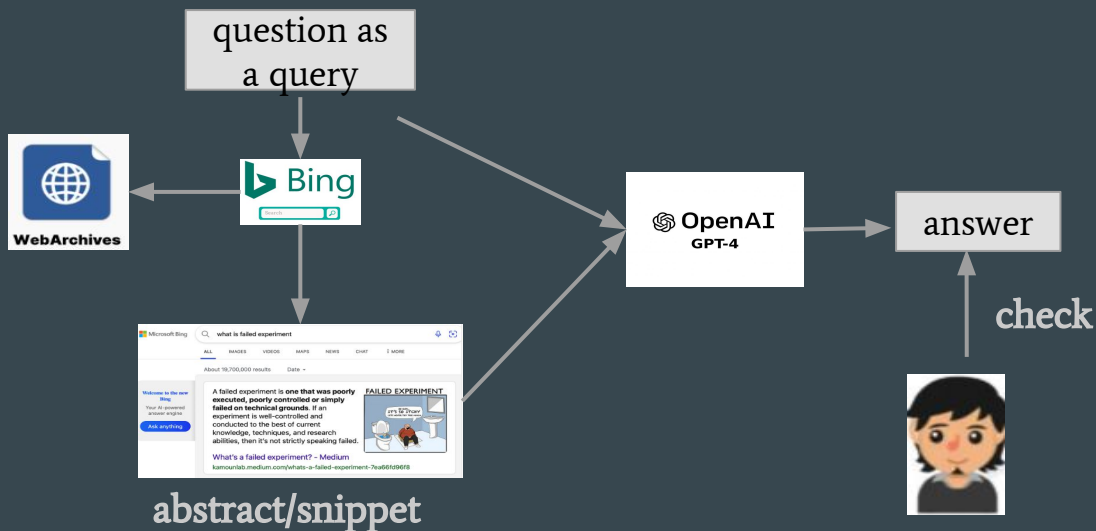 question as
a query
WebArchives
Bing
Search
OpenAI
GPT-4
answer
check
Microsoft Bing
what is failed experiment
ALL IMAGES VIDEOS MAPS NEWS CHAT MORE
About 19,700,000 results Date
Welcome to the new
Bing
Your AI-powered
answer engine
Ask anything
A failed experiment is one that was poorly
executed, poorly controlled or simply
failed on technical grounds. If an
experiment is well-controlled and
conducted to the best of current
knowledge, techniques, and research
abilities, then it's not strictly speaking failed.
FAILED EXPERIMENT
What's a failed experiment? - Medium
kamounlab.medium.com/whats-a-failed-experiment-7ea66fd96f8
abstract/snippet